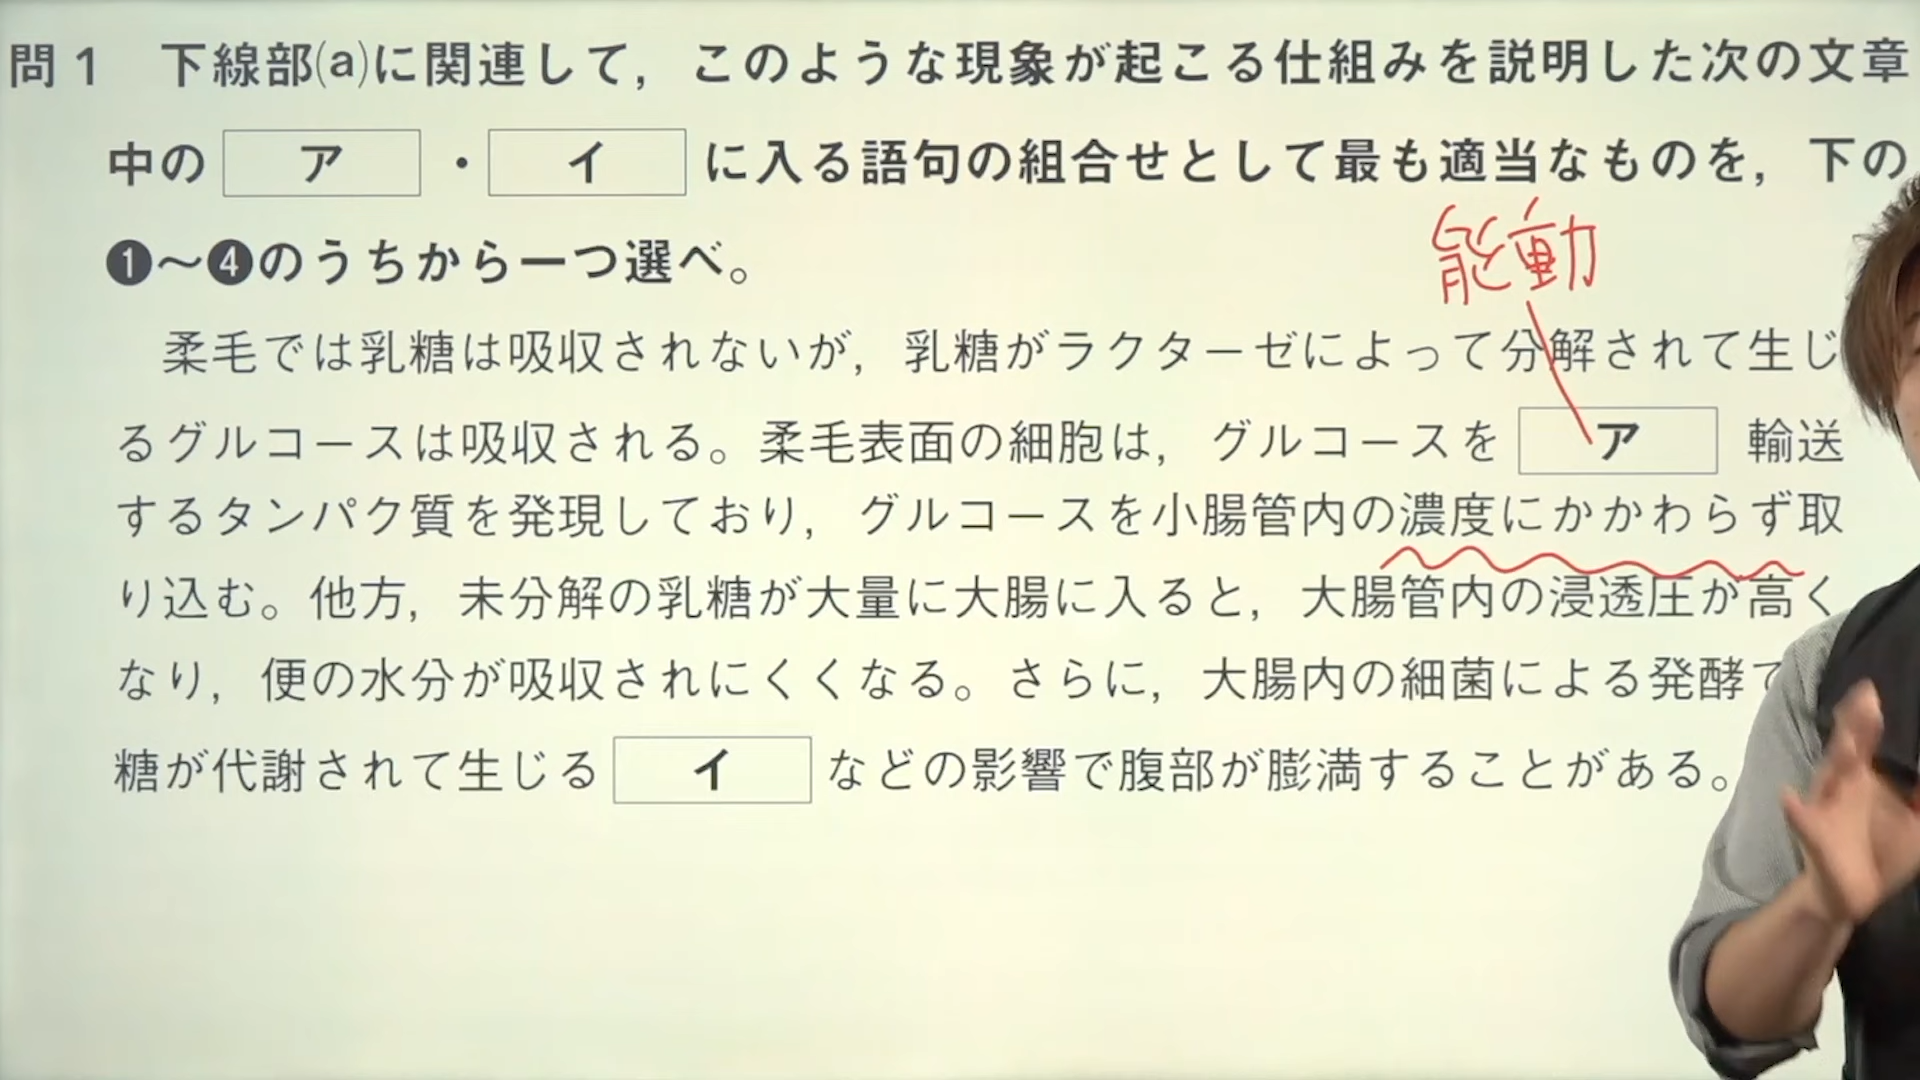 問1 下線部(a)に関連して，このような現象が起こる仕組みを説明した次の文章
中の ア ・ イ に入る語句の組合せとして最も適当なものを，下の
❶～❹のうちから一つ選べ。
能動
柔毛では乳糖は吸収されないが，乳糖がラクターゼによって分解されて生じ
るグルコースは吸収される。柔毛表面の細胞は，グルコースを ア 輸送
するタンパク質を発現しており，グルコースを小腸管内の濃度にかかわらず取
り込む。他方，未分解の乳糖が大量に大腸に入ると，大腸管内の浸透圧が高く
なり，便の水分が吸収されにくくなる。さらに，大腸内の細菌による発酵で
糖が代謝されて生じる イ などの影響で腹部が膨満することがある。